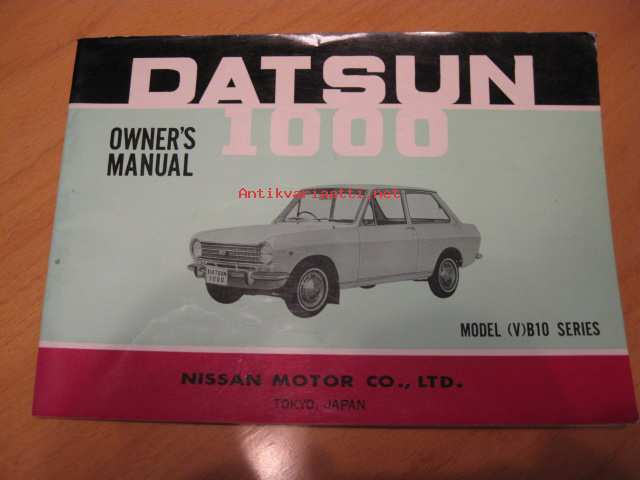 DATSUN
1000
OWNER'S
MANUAL
Antikvariaatti.net
DATSUN
1000
MODEL (V)B10 SERIES
NISSAN MOTOR CO., LTD.
TOKYO, JAPAN